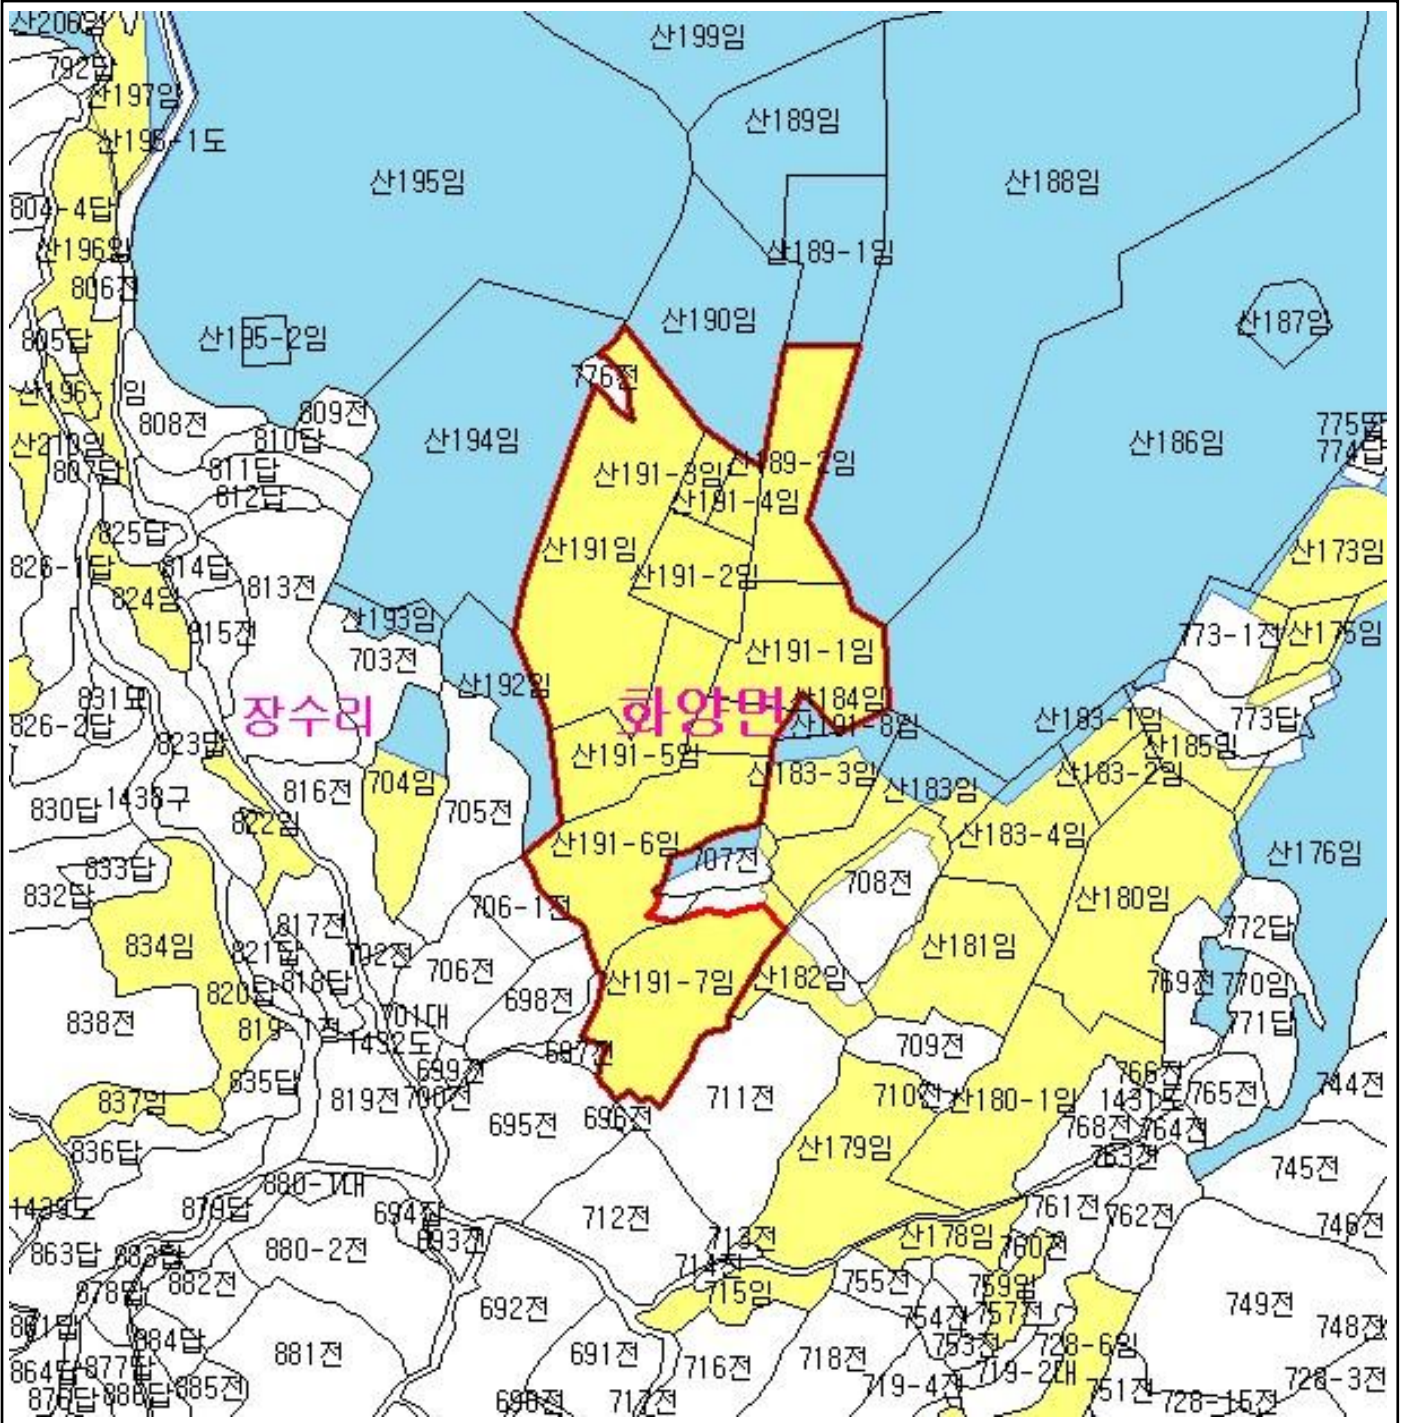 산206임
산199임
792답
산197임
산189임
산195-1도
산195임
산188임
804-4답
산196임
산189-1임
806전
산190임
산187임
805답
산195-2임
776전
산196-1임
809전
808전
775답
산210임
810답
산194임
산186임
774답
807답
811답
산191-3임
산189-2임
812답
산191-4임
825답
산191임
산173임
826-1답
814답
813전
산191-2임
824임
815전
산193임
773-1전
산175임
703전
산191-1임
산192임
831답
산184임
장수리
화양면
826-2답
산191-8임
산183-1임
773답
823답
산191-5임
산185임
704임
산183-3임
산183-2임
816전
산183임
1438구
830답
705전
822임
산191-6임
산183-4임
833답
707전
산176임
832답
708전
산180임
706-1전
817전
772답
834임
821답
702전
산181임
706전
818답
산191-7임
산182임
769전
770임
820답
698전
838전
701대
771답
1432도
709전
697전
699전
766전
835답
744전
837임
819전
700전
711전
710전
산180-1임
1431도
765전
696전
695전
768전
764전
836답
산179임
763전
745전
880-1대
1439도
879답
694답
712전
761전
762전
746전
863답
883답
880-2전
693전
713전
산178임
760전
714전
882전
755전
878답
715임
759임
749전
692전
754전
757전
748전
884답
753전
728-6임
881전
691전
718전
864답
877답
716전
719-2대
728-3전
885전
719-4전
876답
886답
690전
717전
751전
728-15전